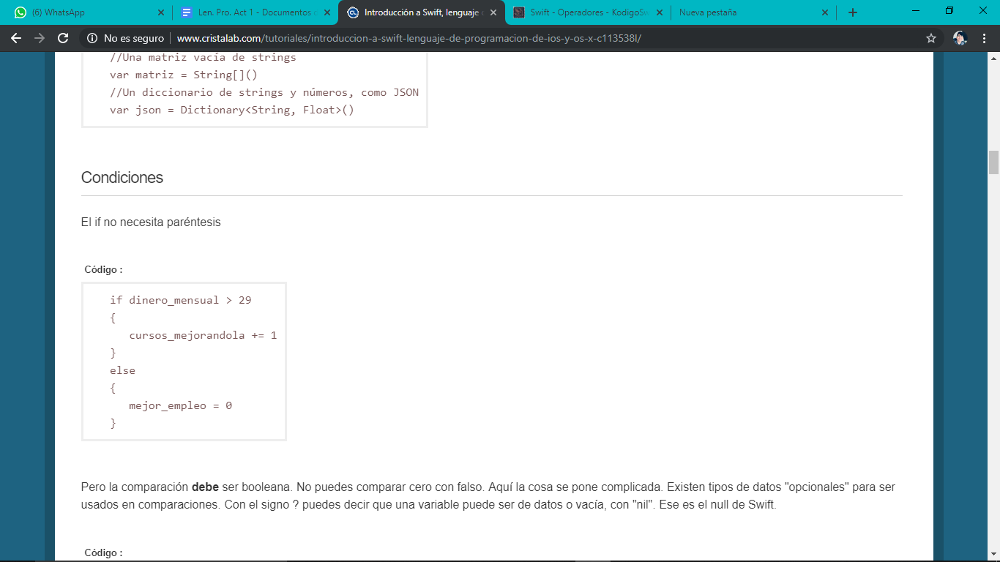 (6) WhatsApp
Len. Pro. Act 1 - Documentos
Introducción a Swift, lenguaje
Swift - Operadores - KodigoSw
Nueva pestaña
No es seguro | www.cristalab.com/tutoriales/introduccion-a-swift-lenguaje-de-programacion-de-ios-y-os-x-c113538l/
//Una matriz vacía de strings
var matriz = String[]()
//Un diccionario de strings y números, como JSON
var json = Dictionary<String, Float>()
Condiciones
El if no necesita paréntesis
Código :
if dinero_mensual > 29
{
cursos_mejorandola += 1
}
else
{
mejor_empleo = 0
}
Pero la comparación debe ser booleana. No puedes comparar cero con falso. Aquí la cosa se pone complicada. Existen tipos de datos "opcionales" para ser
usados en comparaciones. Con el signo ? puedes decir que una variable puede ser de datos o vacía, con "nil". Ese es el null de Swift.
Código :